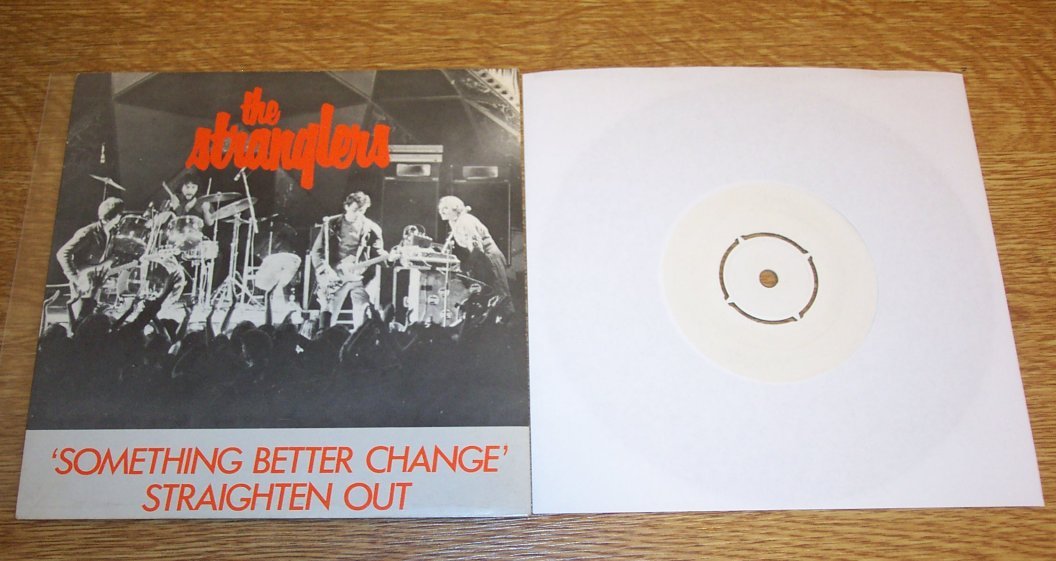 the
stranglers
'SOMETHING BETTER CHANGE'
STRAIGHTEN OUT